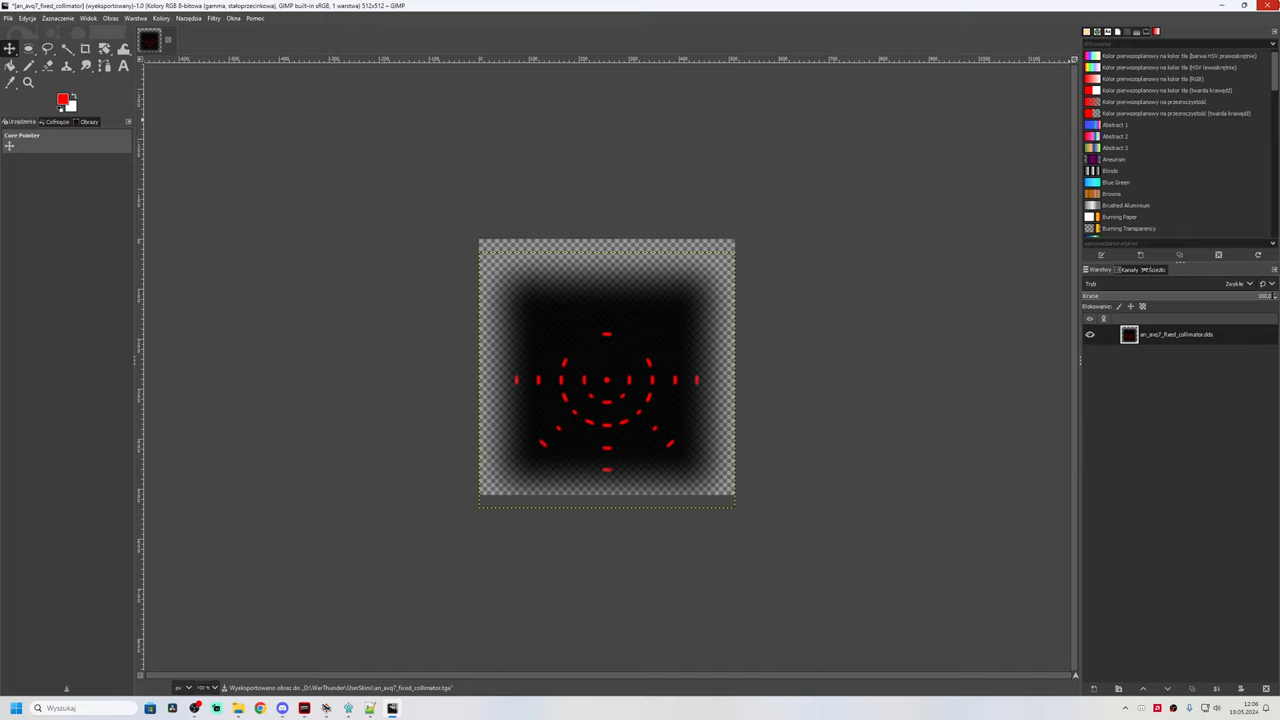 *[an_avq7_fixed_collimator] (wyeksportowany)-1.0 (Kolory RGB 8-bitowa (gamma, stałoprzecinkowa), GIMP built-in sRGB, 1 warstwa) 512x512 – GIMP
Plik Edycja Zaznaczenie Widok Obraz Warstwa Kolory Narzędzia Filtry Okna Pomoc
Urządzenia Cofnięcie Obrazy
Core Pointer
Kolor pierwszoplanowy na kolor tła (barwa HSV prawoskrętnie)
Kolor pierwszoplanowy na kolor tła (HSV lewoskrętnie)
Kolor pierwszoplanowy na kolor tła (RGB)
Kolor pierwszoplanowy na kolor tła (twarda krawędź)
Kolor pierwszoplanowy na przezroczystość
Kolor pierwszoplanowy na przezroczystość (twarda krawędź)
Abstract 1
Abstract 2
Abstract 3
Aneurism
Blinds
Blue Green
Browns
Brushed Aluminium
Burning Paper
Burning Transparency
Warstwy Kanały Ścieżki
Tryb Zwykłe
Krycie 100,0
Blokowanie:
an_avq7_fixed_collimator.dds
px 100 % Wyeksportowano obraz do „D:\WarThunder\UserSkins\an_avq7_fixed_collimator.tga"
Wyszukaj
12:06
19.05.2024